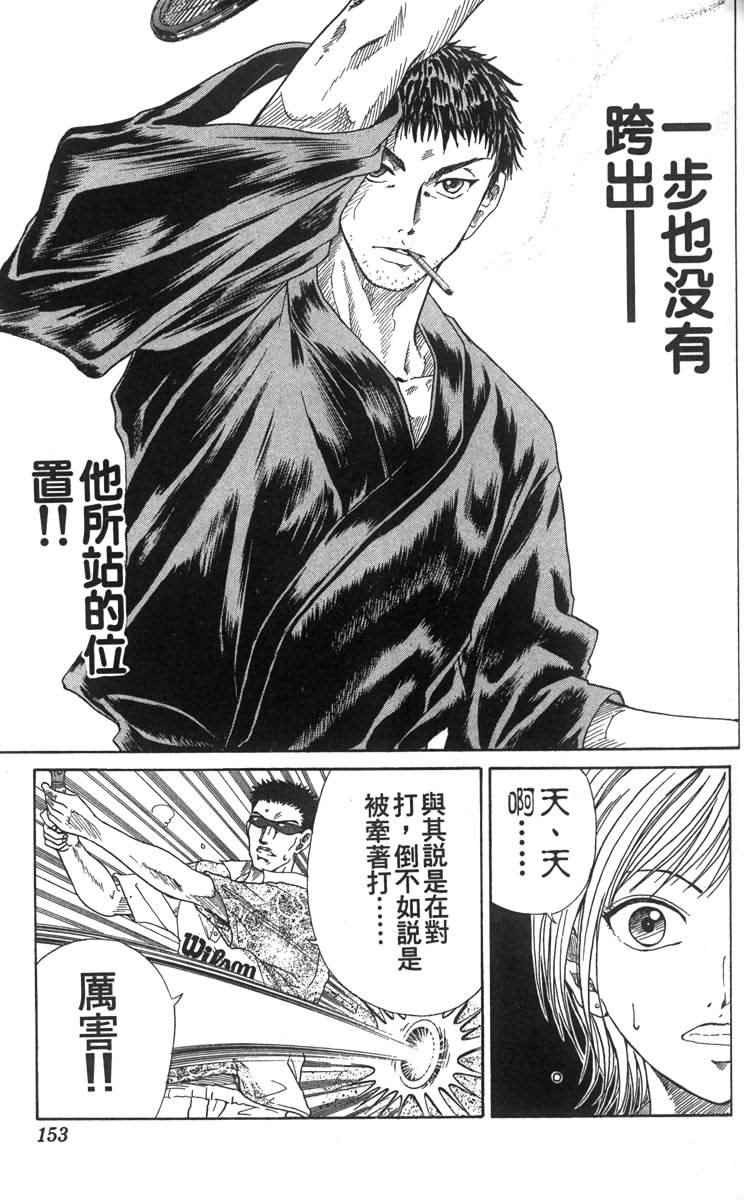 一步也没有
跨出──
他所站的位
置!!
天、天
啊……
與其說是在對
打，倒不如說是
被牽著打……
Wilson
厲害!!
153